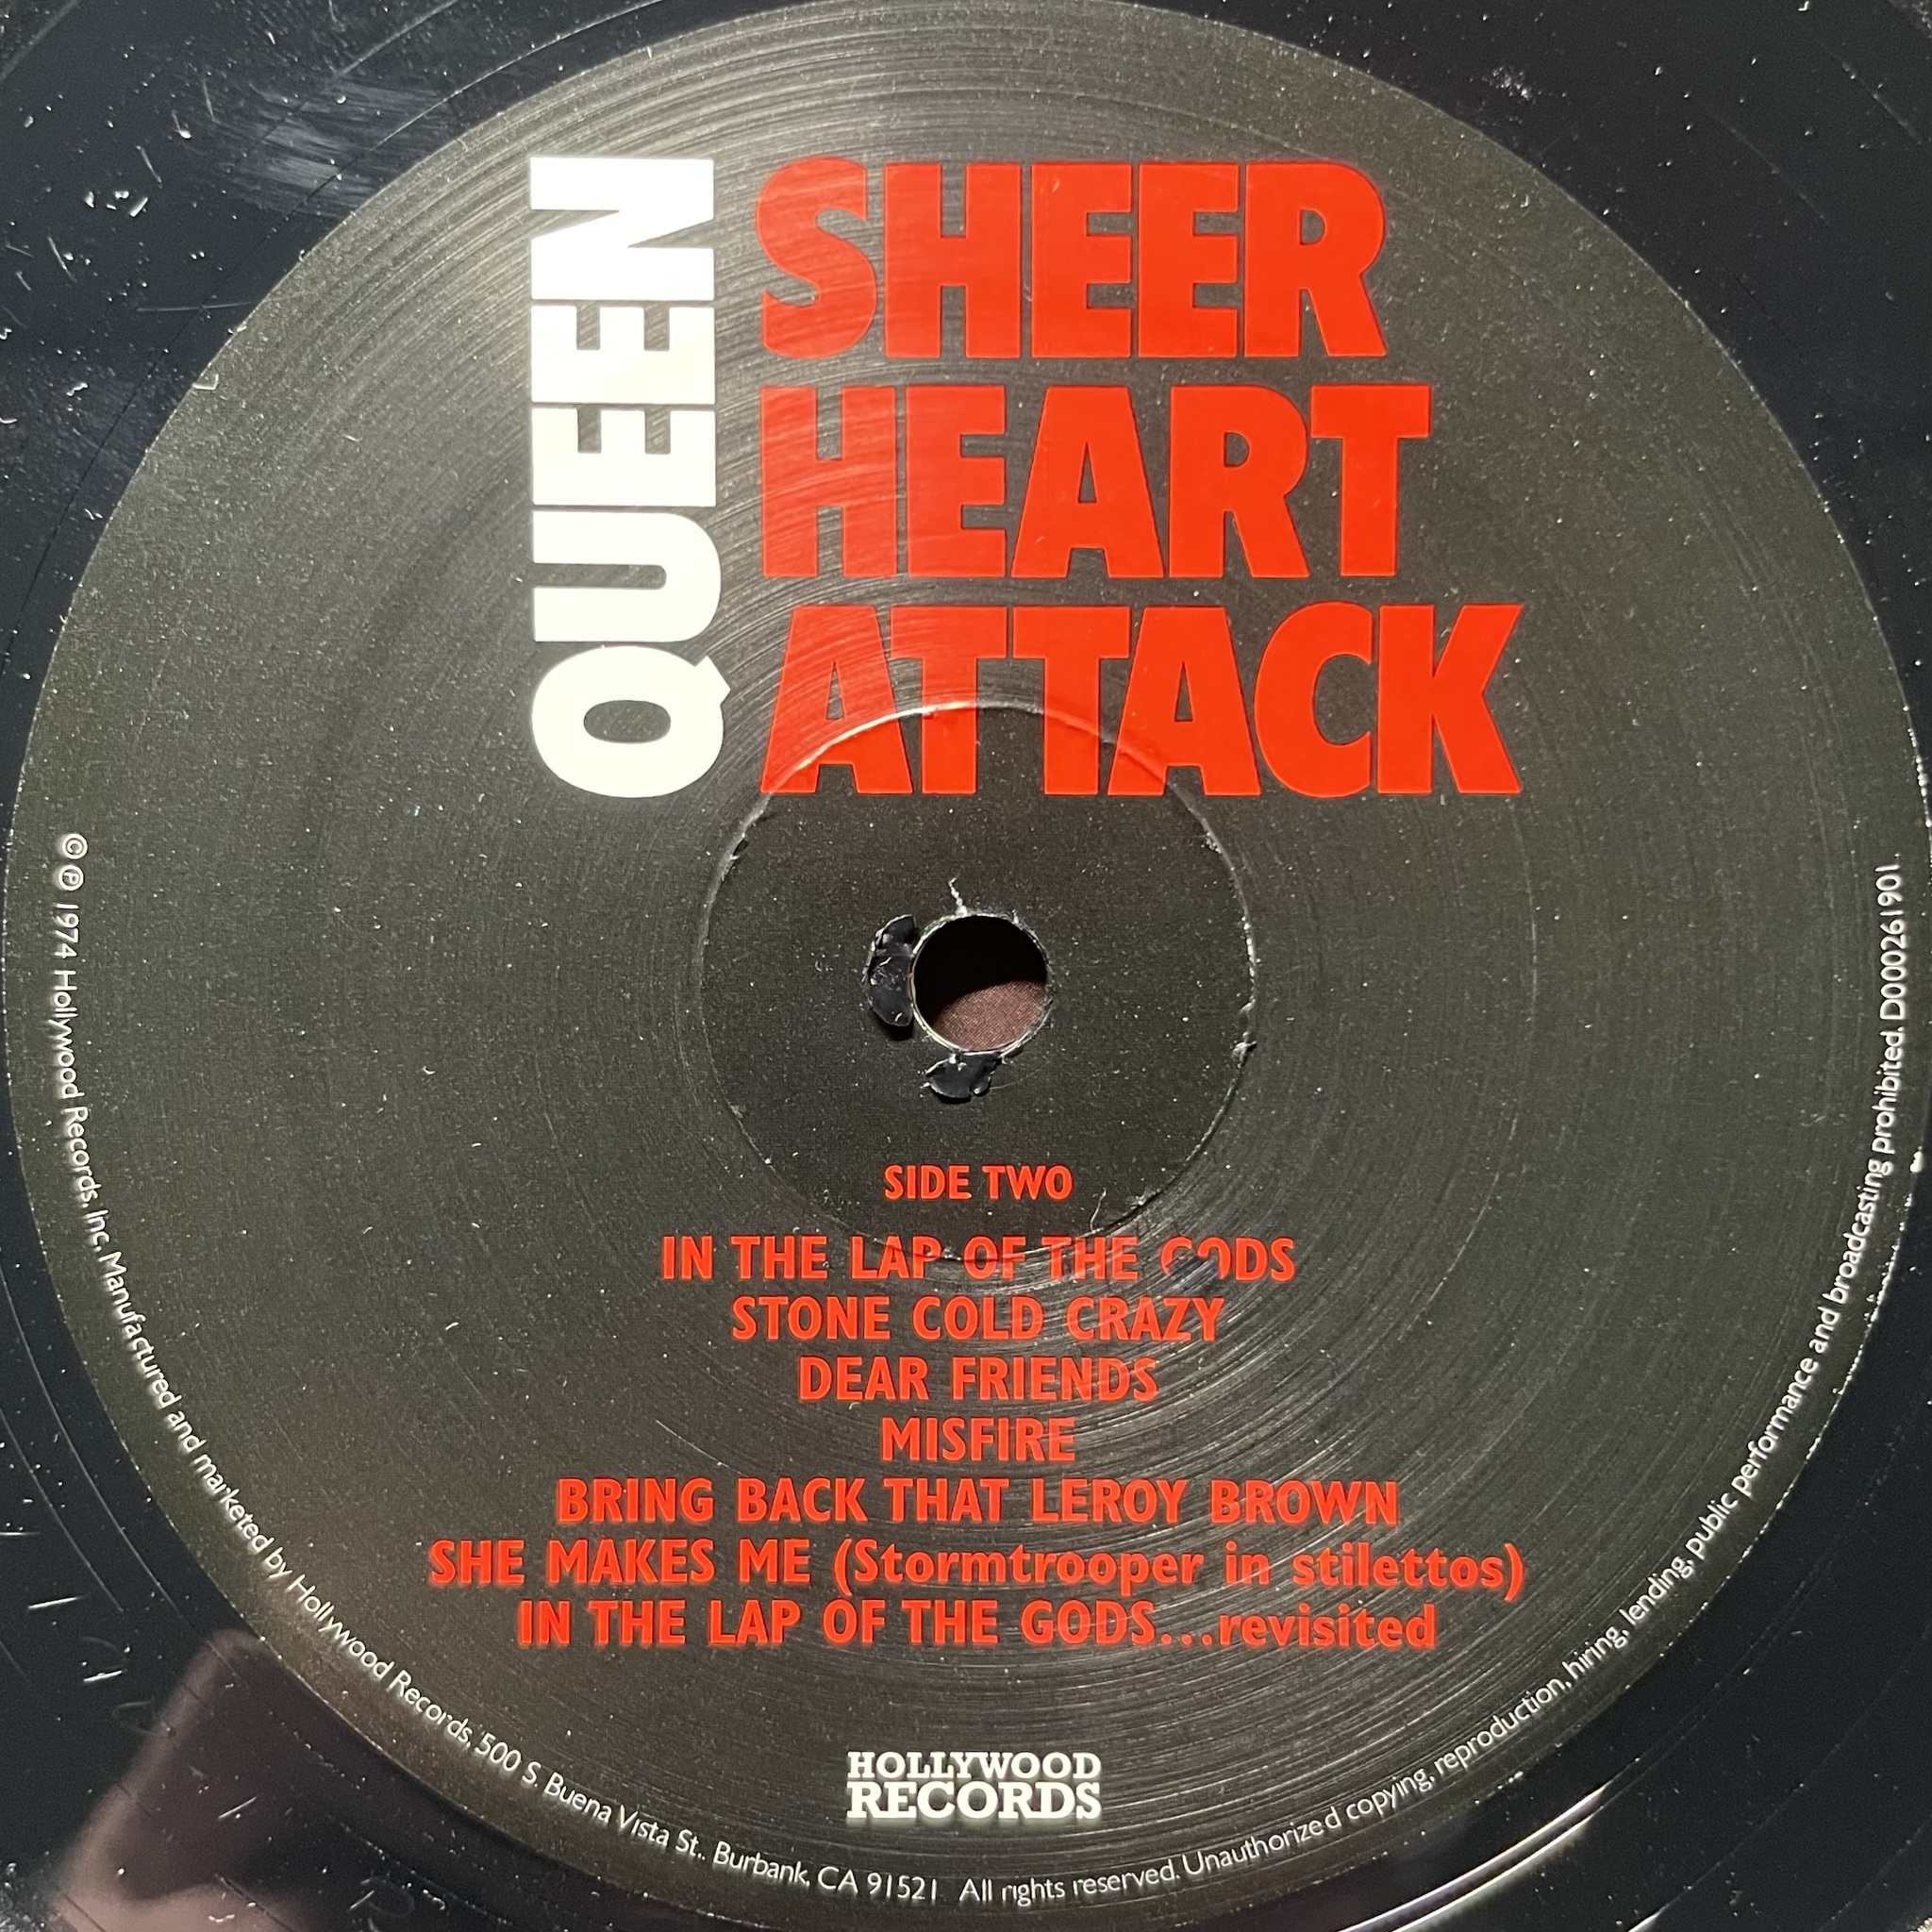 QUEEN
SHEER
HEART
ATTACK
SIDE TWO
IN THE LAP OF THE GODS
STONE COLD CRAZY
DEAR FRIENDS
MISFIRE
BRING BACK THAT LEROY BROWN
SHE MAKES ME (Stormtrooper in stilettos)
IN THE LAP OF THE GODS...revisited
HOLLYWOOD
RECORDS
© ℗ 1974 Hollywood Records, Inc. Manufactured and marketed by Hollywood Records, 500 S. Buena Vista St., Burbank, CA 91521 All rights reserved. Unauthorized copying, reproduction, hiring, lending, public performance and broadcasting prohibited. D000261901